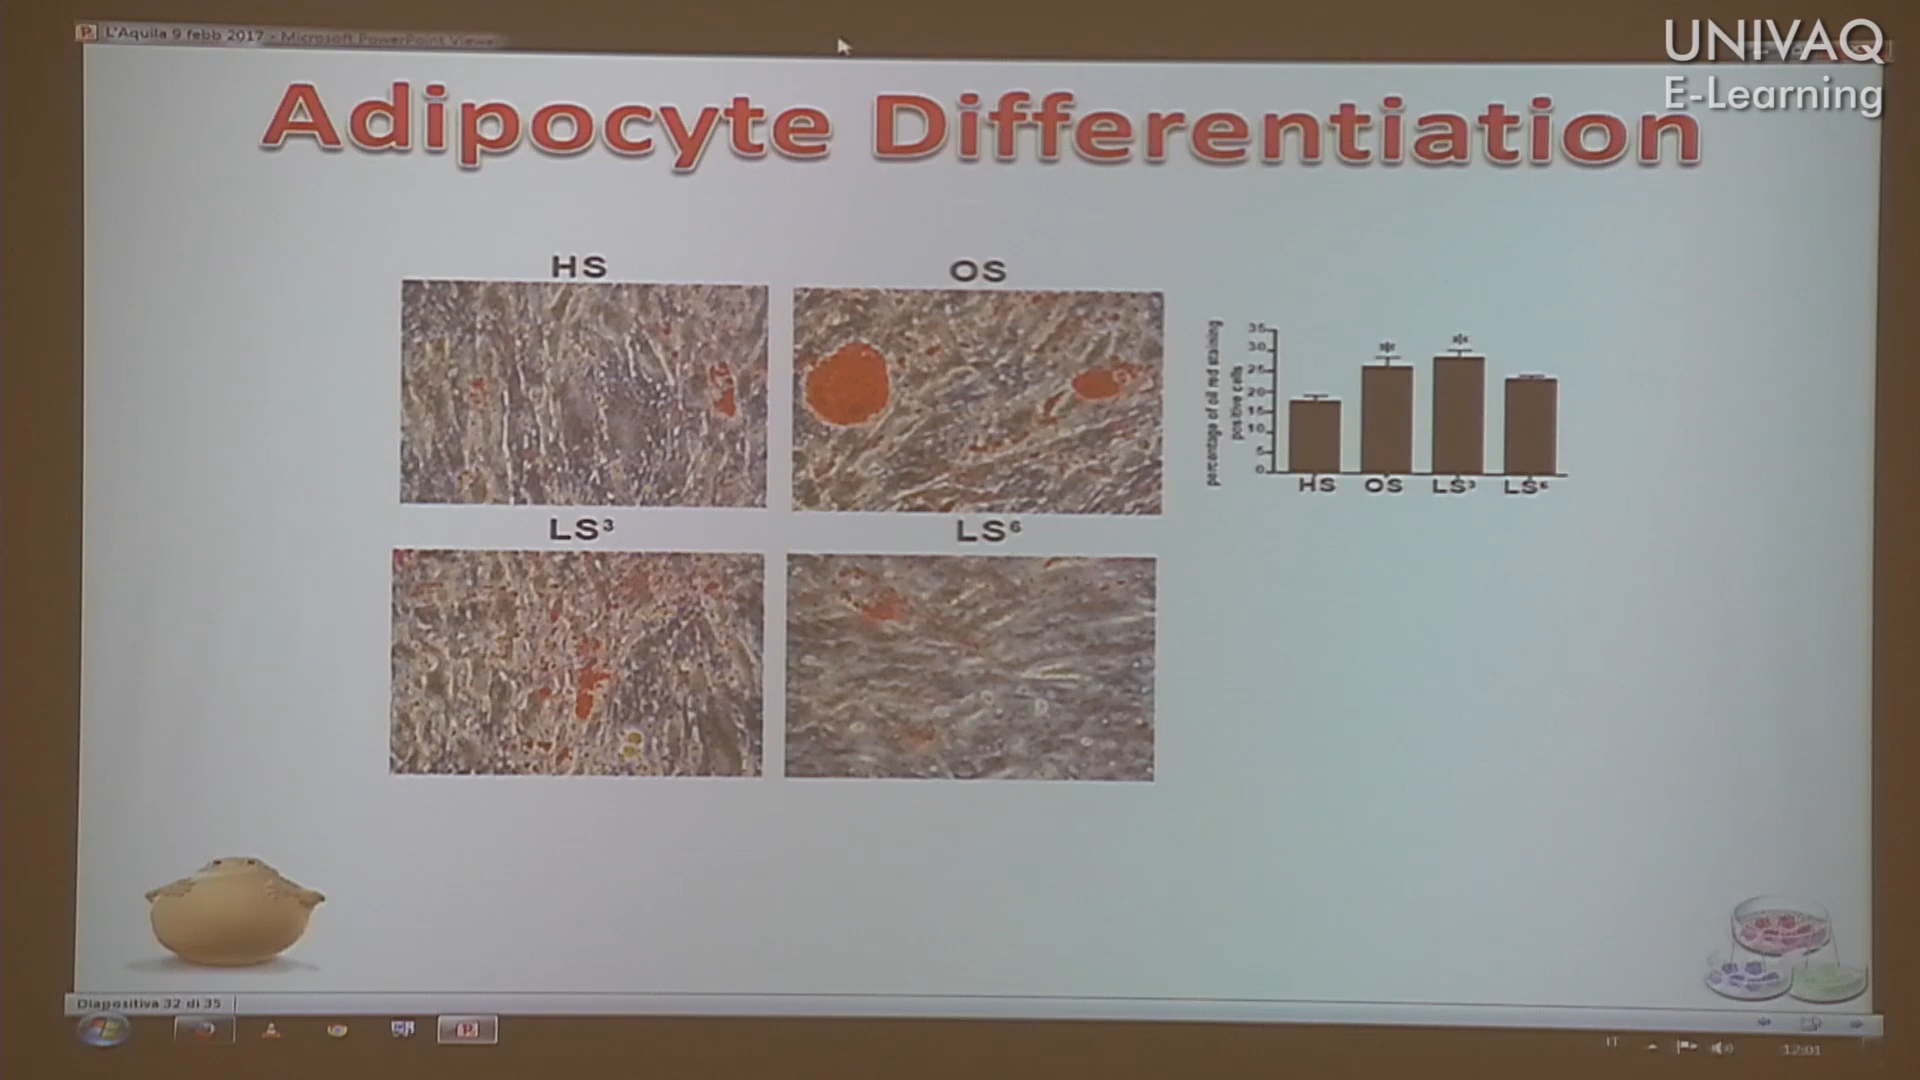 L'Aquila 9 febb 2017 - Microsoft PowerPoint Viewer
UNIVAQ
E-Learning
Adipocyte Differentiation
HS
OS
LS³
LS⁶
percentage of oil red staining
positive cells
35
30
25
20
15
10
5
0
*
*
HS OS LS³ LS⁶
Diapositiva 32 di 35
IT
12:01